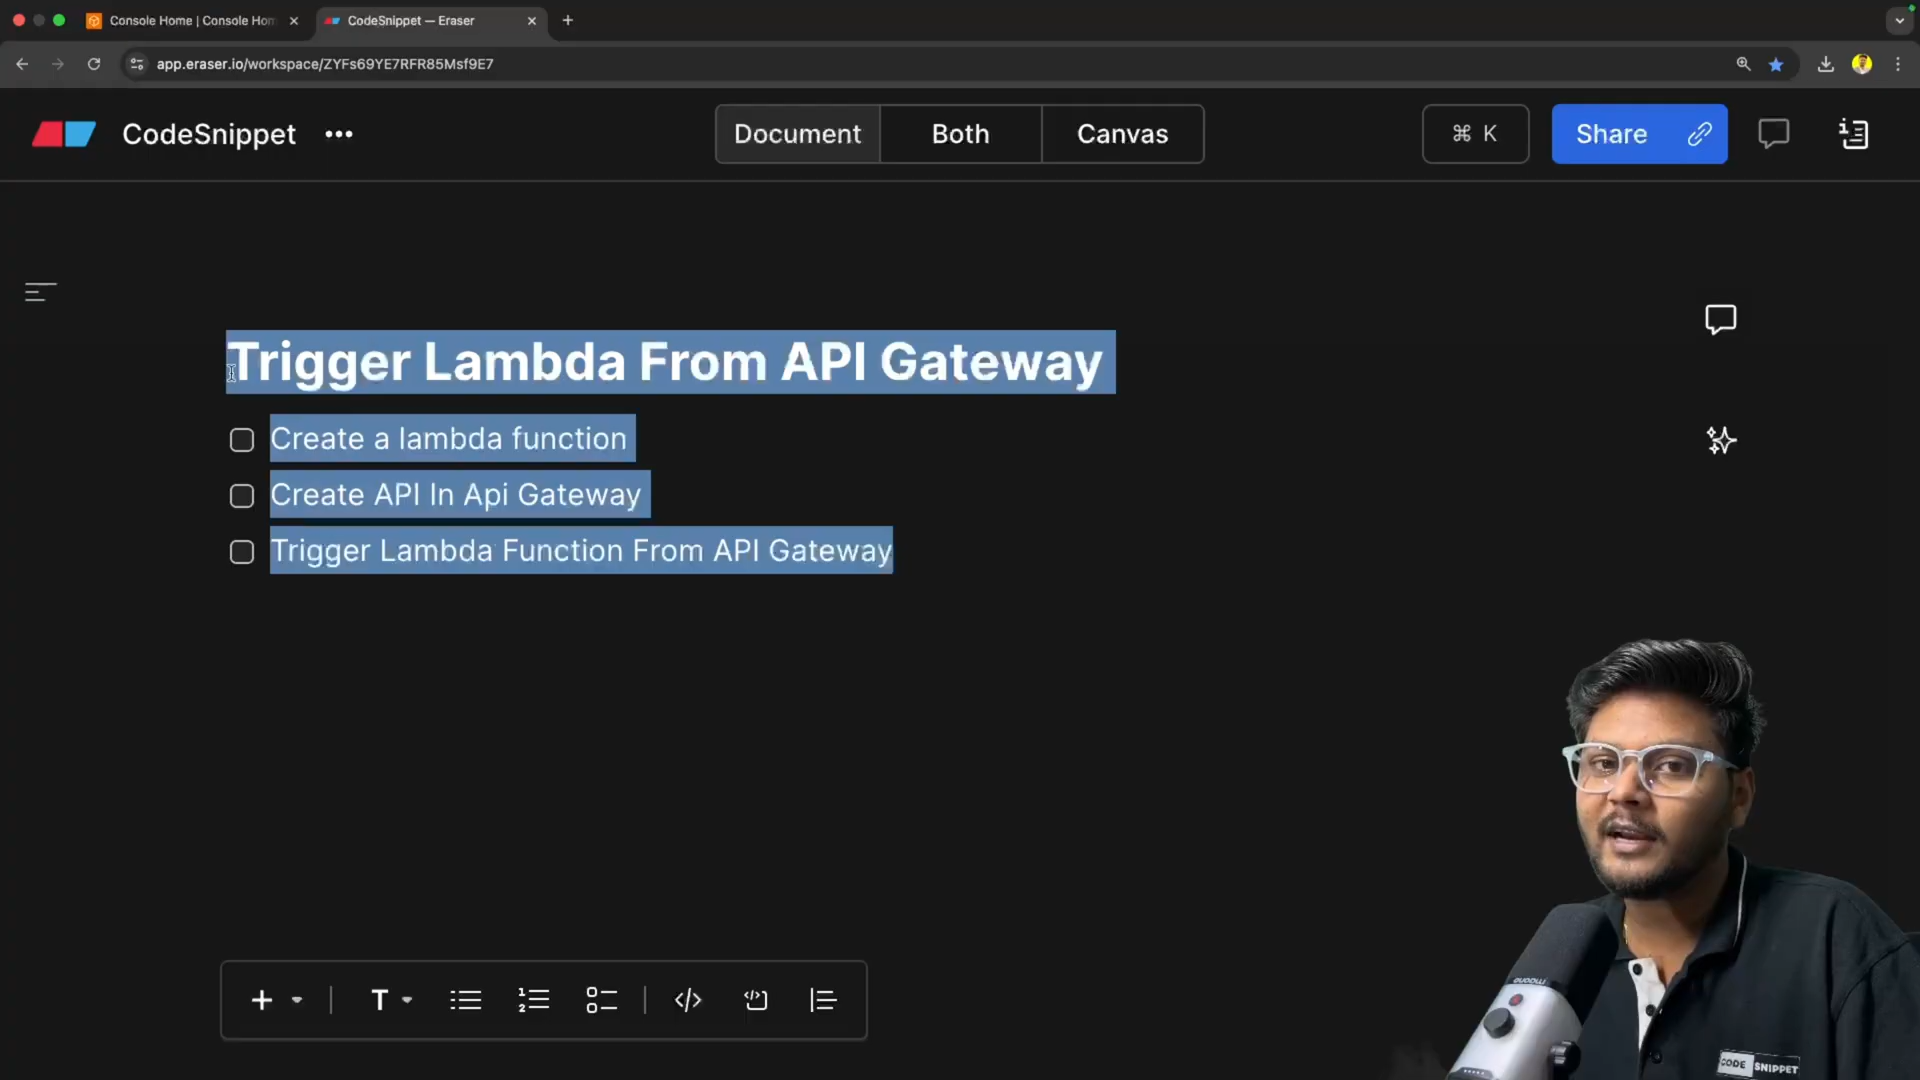 Console Home | Console Hom
CodeSnippet — Eraser
app.eraser.io/workspace/ZYFs69YE7RFR85Msf9E7
CodeSnippet
Document
Both
Canvas
⌘ K
Share
Trigger Lambda From API Gateway
Create a lambda function
Create API In Api Gateway
Trigger Lambda Function From API Gateway
T
CODE SNIPPET